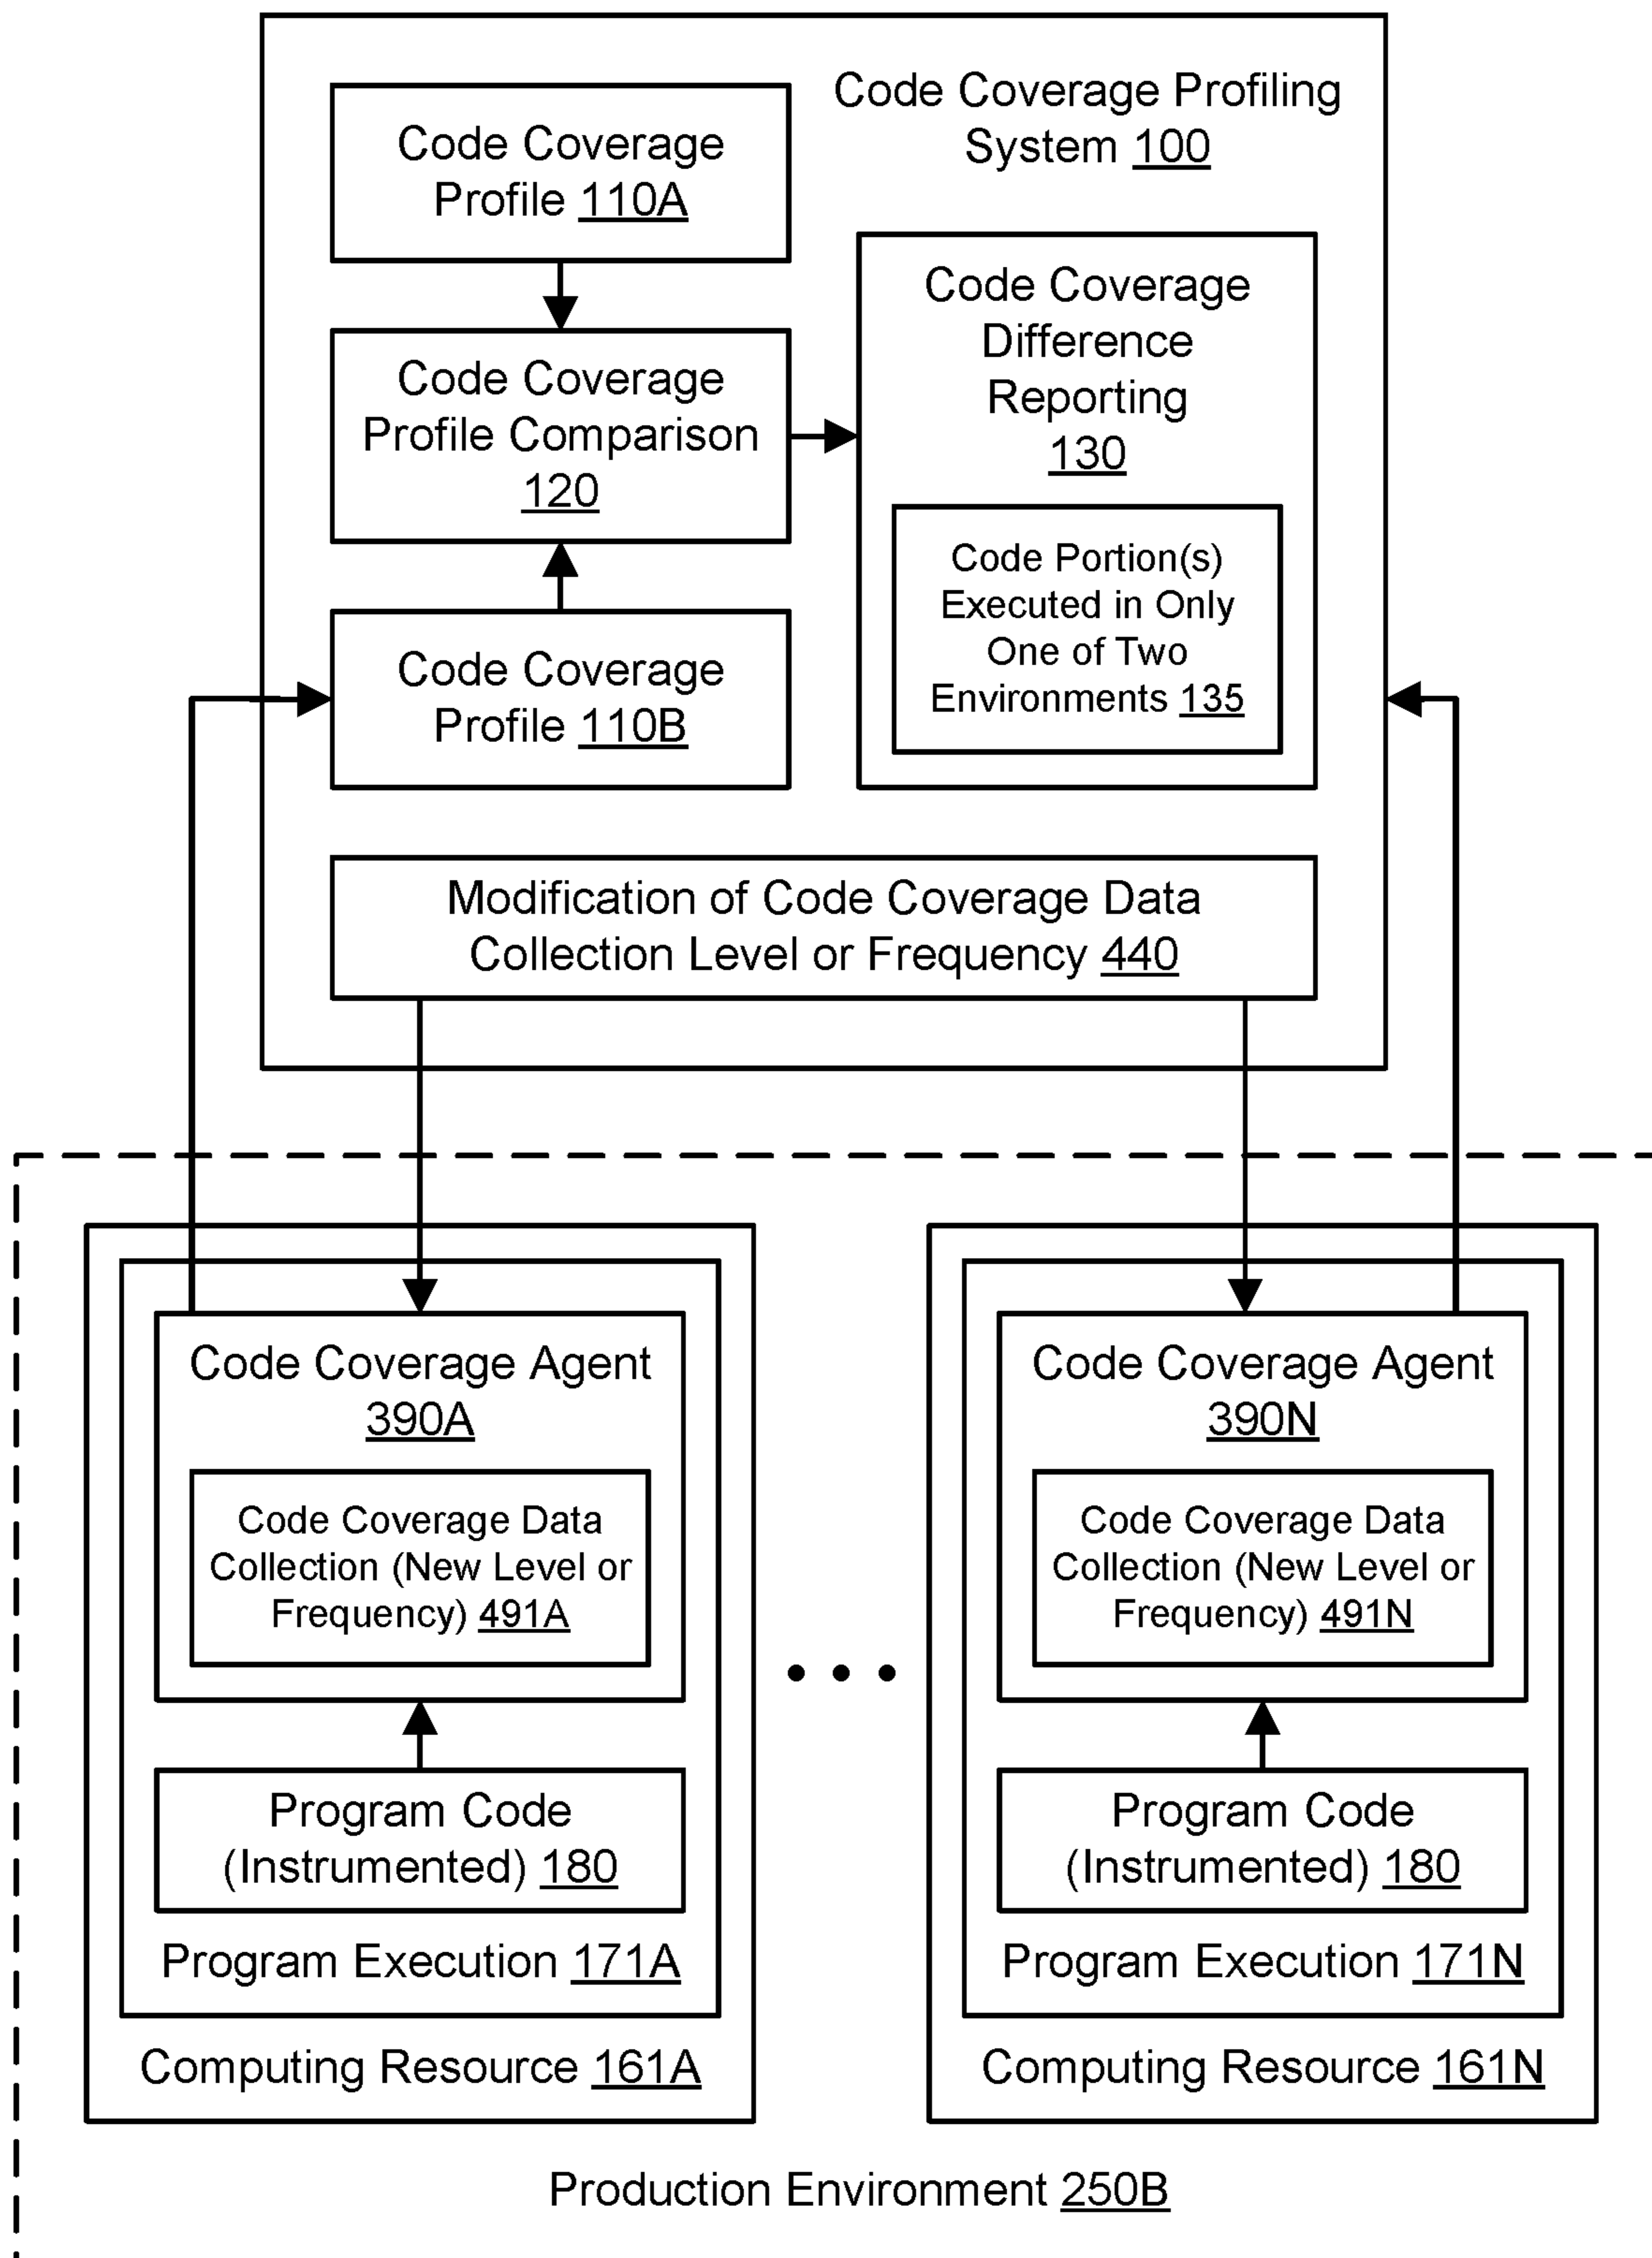 Code Coverage Profiling
System 100
Code Coverage
Profile 110A
Code Coverage
Profile Comparison
120
Code Coverage
Profile 110B
Code Coverage
Difference
Reporting
130
Code Portion(s)
Executed in Only
One of Two
Environments 135
Modification of Code Coverage Data
Collection Level or Frequency 440
Code Coverage Agent
390A
Code Coverage Data
Collection (New Level or
Frequency) 491A
Program Code
(Instrumented) 180
Program Execution 171A
Computing Resource 161A
Code Coverage Agent
390N
Code Coverage Data
Collection (New Level or
Frequency) 491N
Program Code
(Instrumented) 180
Program Execution 171N
Computing Resource 161N
Production Environment 250B